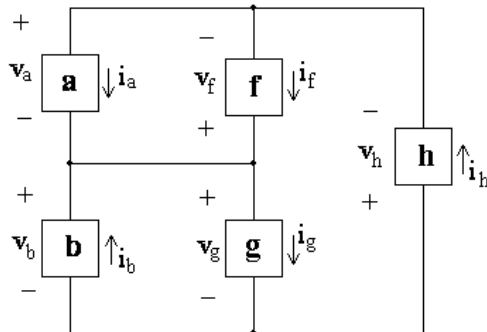 + −
v_a a i_a v_f f i_f
− + −
v_h h i_h
+ + +
v_b b i_b v_g g i_g
− −